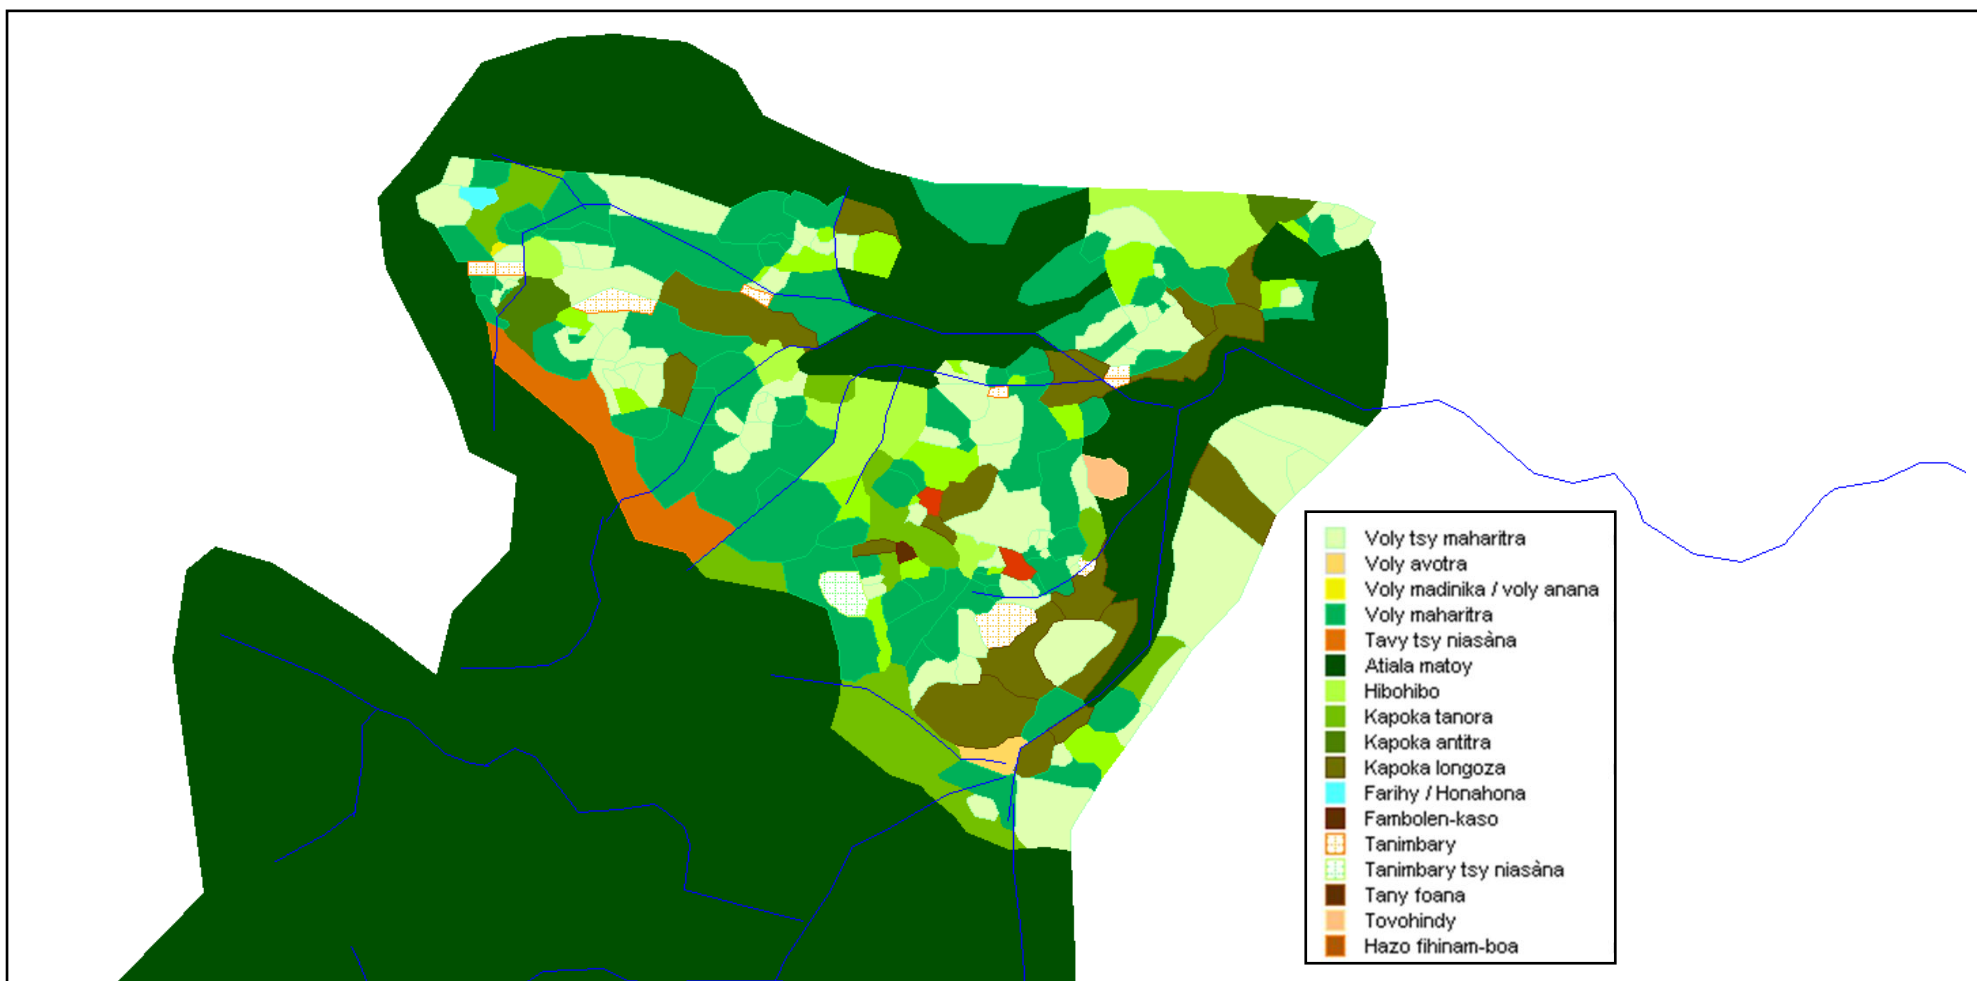 Voly tsy maharitra
Voly avotra
Voly madinika / voly anana
Voly maharitra
Tavy tsy niasàna
Atiala matoy
Hibohibo
Kapoka tanora
Kapoka antitra
Kapoka longoza
Farihy / Honahona
Fambolen-kaso
Tanimbary
Tanimbary tsy niasàna
Tany foana
Tovohindy
Hazo fihinam-boa